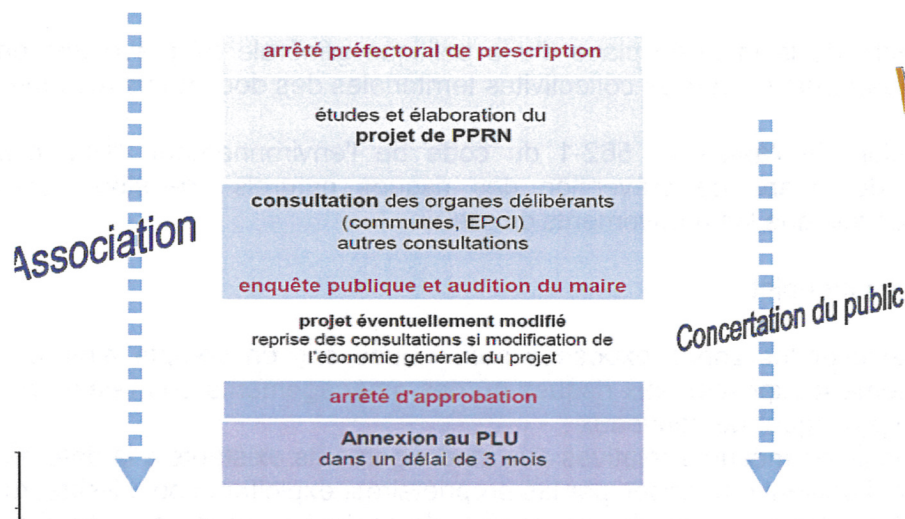 arrêté préfectoral de prescription
études et élaboration du
projet de PPRN
consultation des organes délibérants
(communes, EPCI)
autres consultations
Association
enquête publique et audition du maire
projet éventuellement modifié
reprise des consultations si modification de
l'économie générale du projet
Concertation du public
arrêté d'approbation
Annexion au PLU
dans un délai de 3 mois